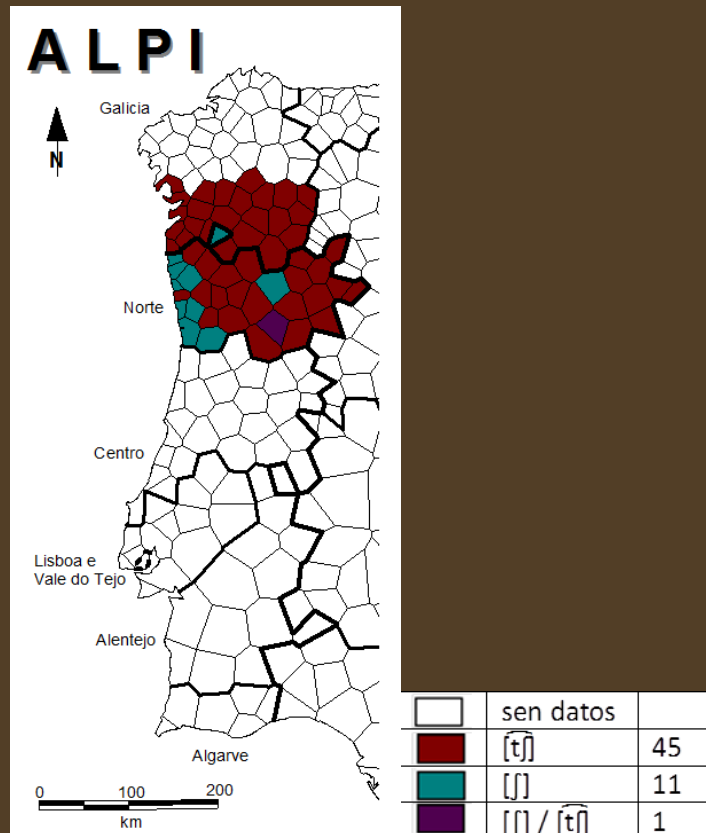 ALPI
Galicia
N
Norte
Centro
Lisboa e
Vale do Tejo
Alentejo
Algarve
0 100 200
km
sen datos
[t͡ʃ] 45
[ʃ] 11
[ʃ] / [t͡ʃ] 1